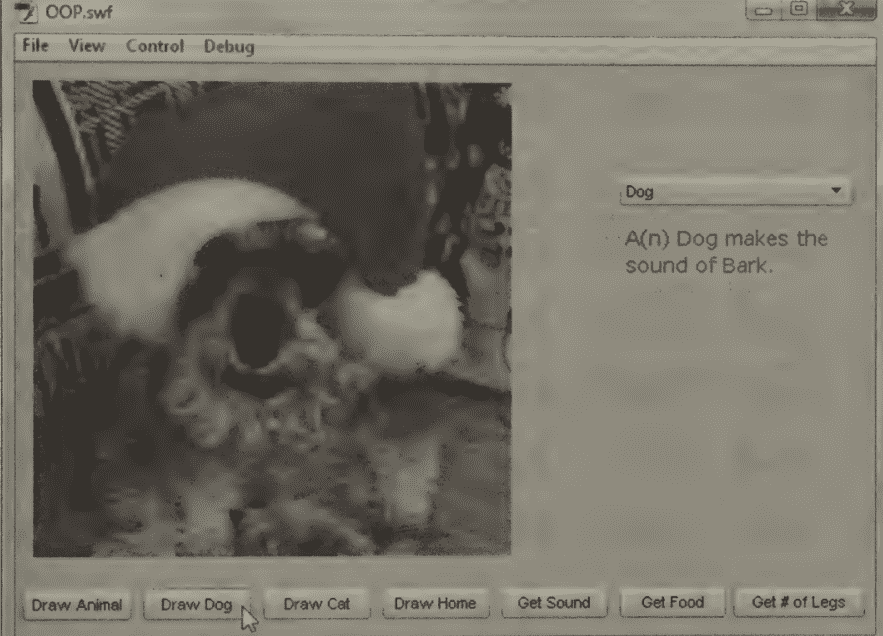 OOP.swf
File View Control Debug
Dog
A(n) Dog makes the
sound of Bark.
Draw Animal Draw Dog Draw Cat Draw Home Get Sound Get Food Get # of Legs